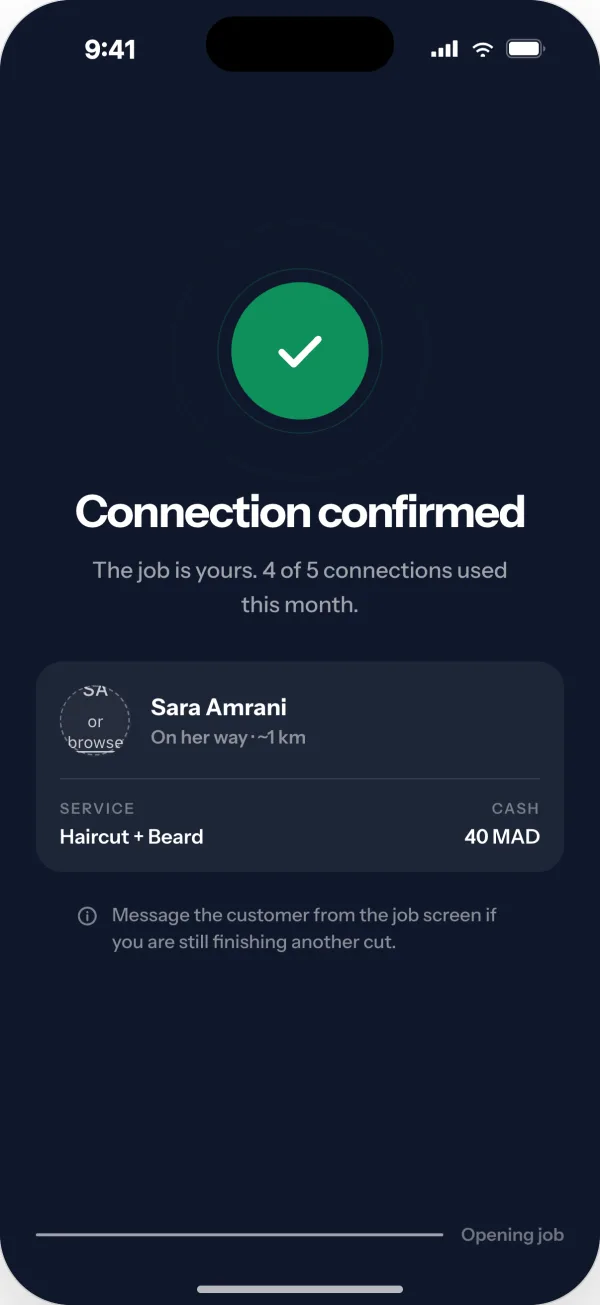 9:41
Connection confirmed
The job is yours. 4 of 5 connections used
this month.
SA
or
browse
Sara Amrani
On her way · ~1 km
SERVICE
CASH
Haircut + Beard
40 MAD
Message the customer from the job screen if
you are still finishing another cut.
Opening job